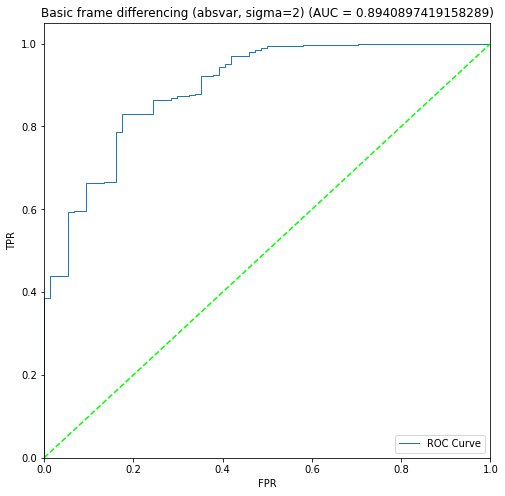 Basic frame differencing (absvar, sigma=2) (AUC = 0.8940897419158289)
1.0
0.8
0.6
0.4
0.2
0.0
TPR
0.0 0.2 0.4 0.6 0.8 1.0
FPR
ROC Curve